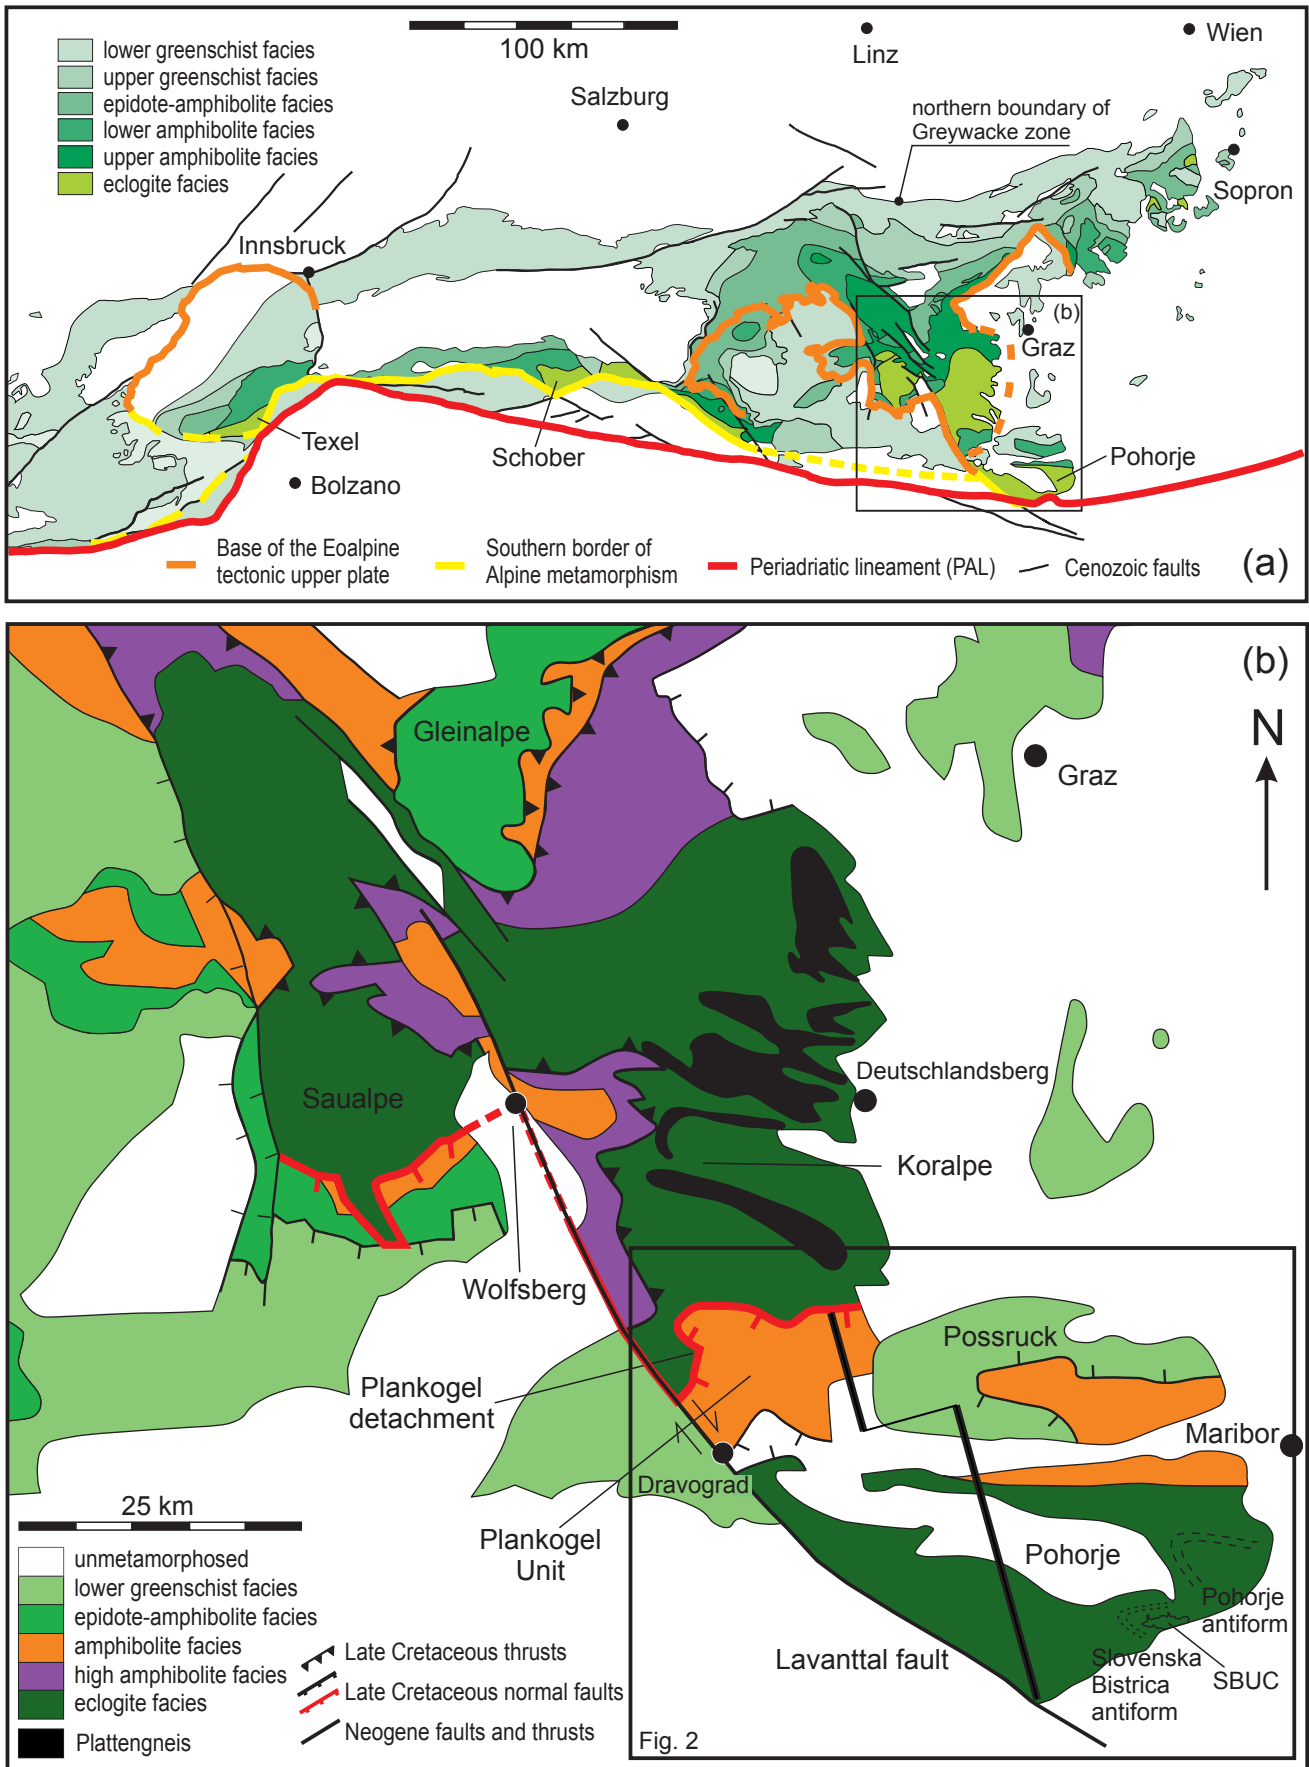 100 km
Linz
Wien
Salzburg
lower greenschist facies
upper greenschist facies
epidote-amphibolite facies
lower amphibolite facies
upper amphibolite facies
eclogite facies
northern boundary of
Greywacke zone
Sopron
Innsbruck
(b)
Graz
Texel
Schober
Pohorje
Bolzano
Base of the Eoalpine
tectonic upper plate
Southern border of
Alpine metamorphism
Periadriatic lineament (PAL)
Cenozoic faults
(a)
(b)
N
Gleinalpe
Graz
Deutschlandsberg
Saualpe
Koralpe
Wolfsberg
Possruck
Plankogel
detachment
Maribor
Dravograd
25 km
Plankogel
Unit
Pohorje
Pohorje
antiform
Lavanttal fault
Slovenska
Bistrica
antiform
SBUC
unmetamorphosed
lower greenschist facies
epidote-amphibolite facies
amphibolite facies
high amphibolite facies
eclogite facies
Plattengneis
Late Cretaceous thrusts
Late Cretaceous normal faults
Neogene faults and thrusts
Fig. 2